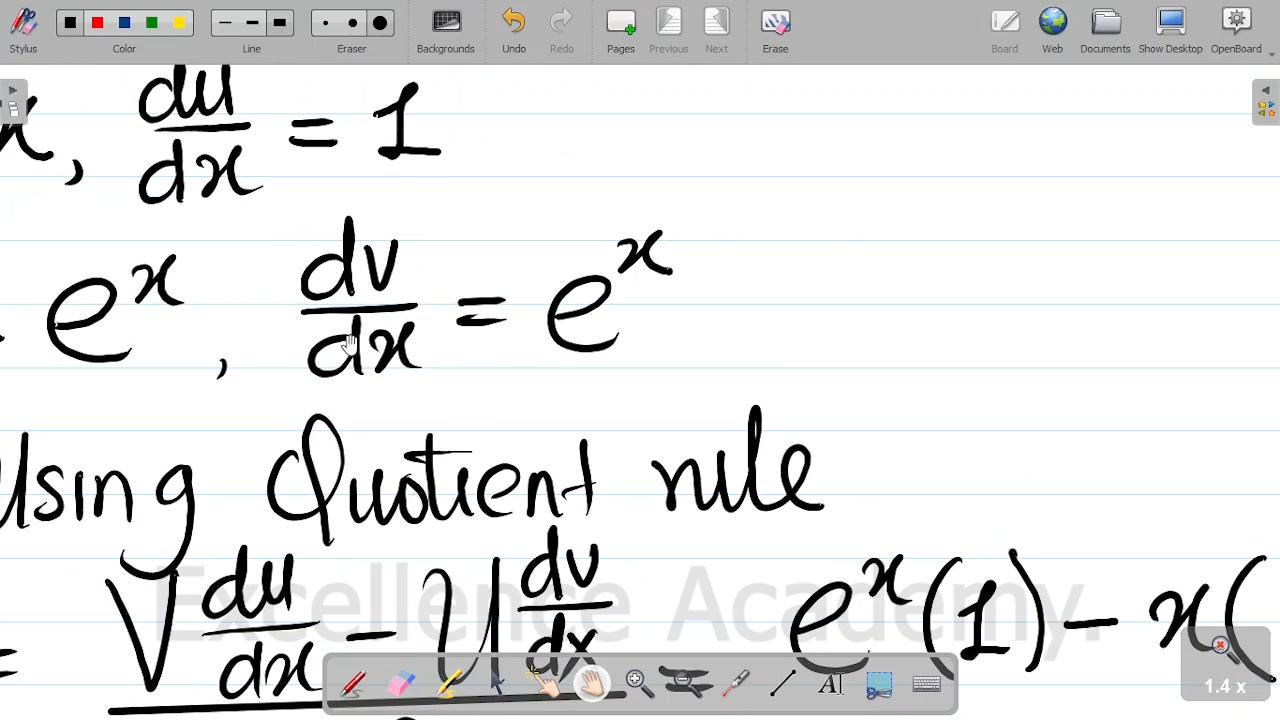 Stylus Color Line Eraser Backgrounds Undo Redo Pages Previous Next Erase Board Web Documents Show Desktop OpenBoard
x, du/dx = 1
e^x, dv/dx = e^x
Using Quotient rule
= V du/dx - U dv/dx e^x(1) - x(
Excellence Academy.
1.4 x